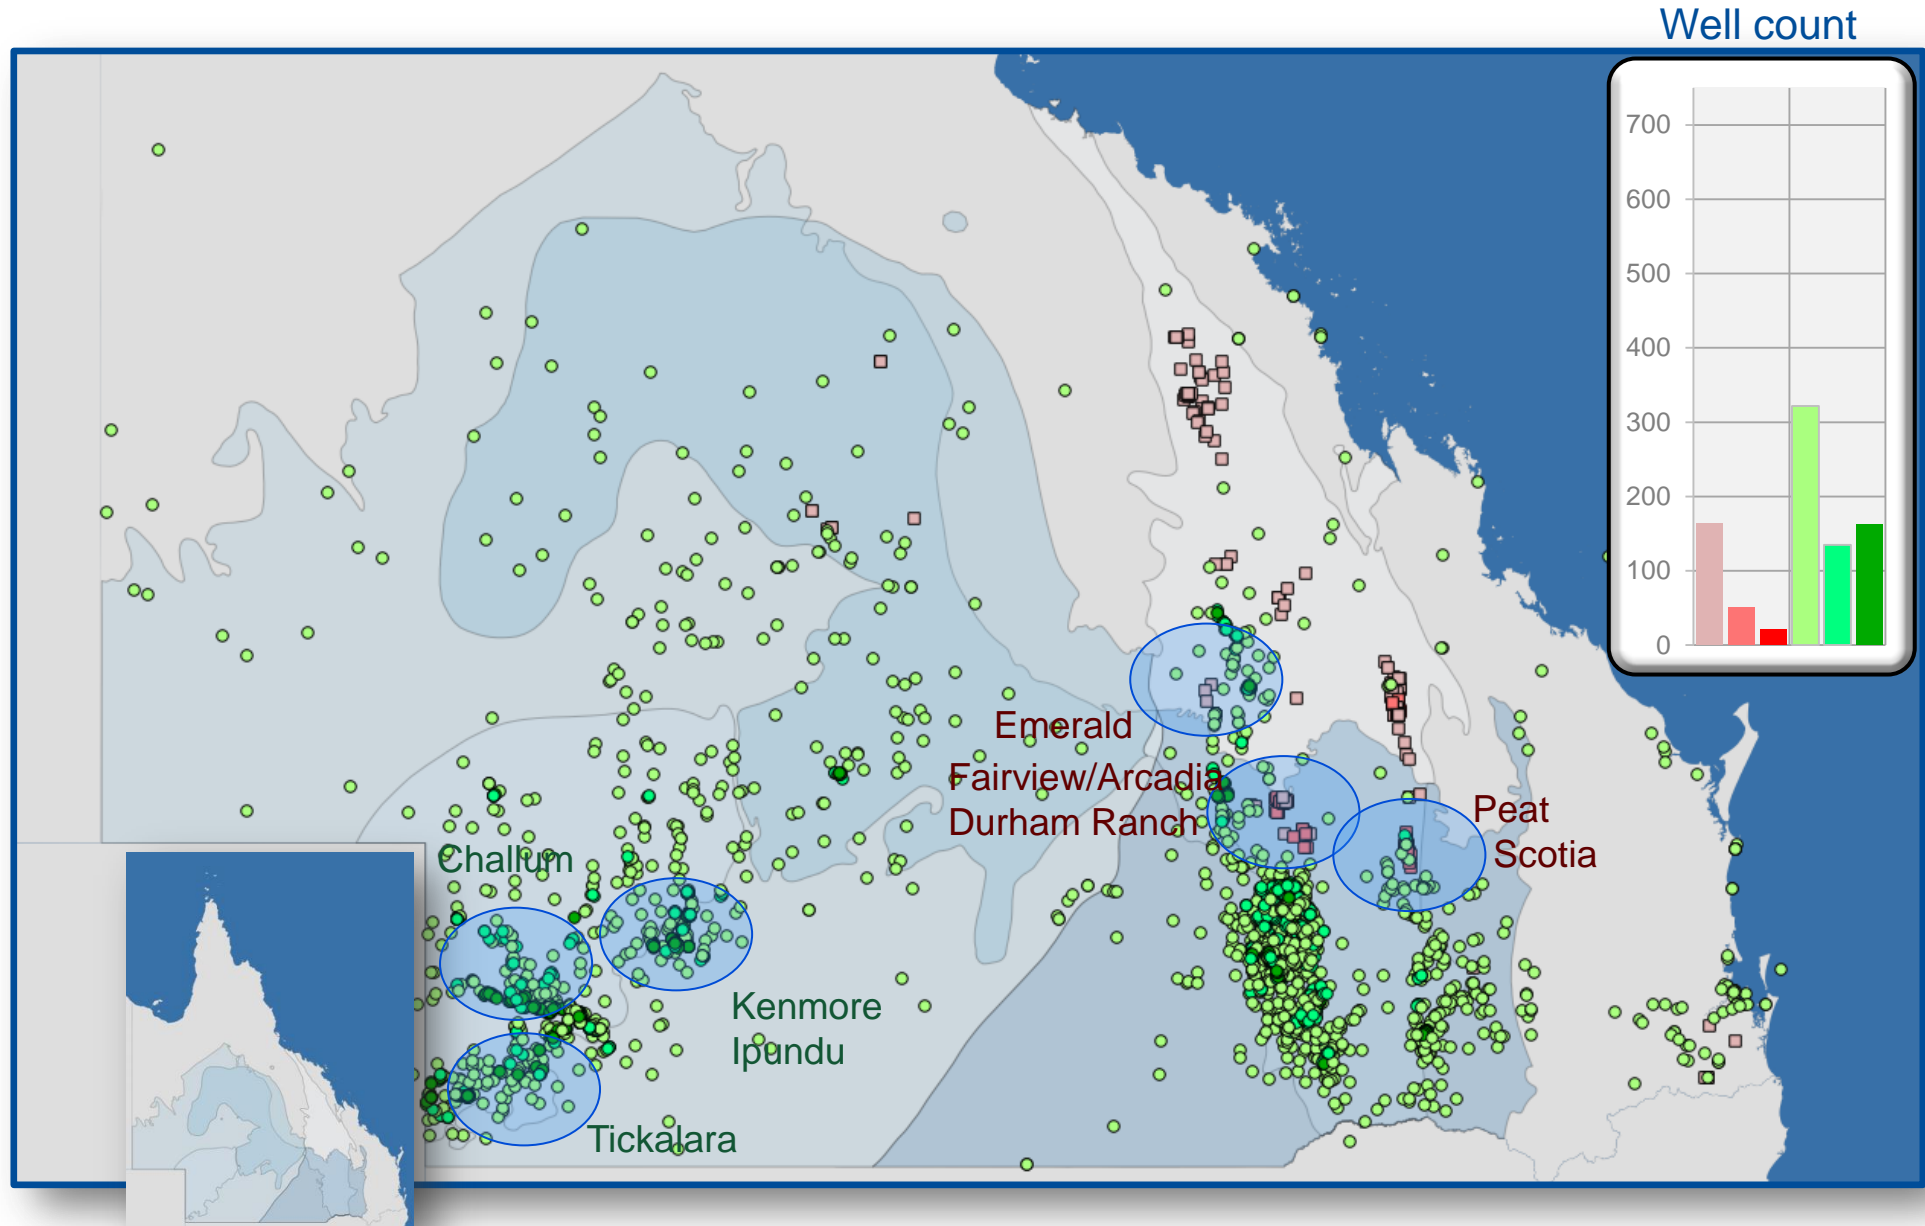 Well count
700
600
500
400
300
200
100
0
Emerald
Fairview/Arcadia
Durham Ranch
Peat
Scotia
Challum
Kenmore
Ipundu
Tickalara